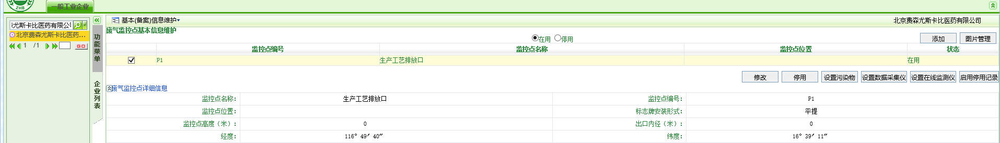 ZHB
一般工业企业
尤斯卡比医药有限公司
北京费森尤斯卡比医药...
1 /1 GO
功能菜单
企业列表
基本(备案)信息维护
北京费森尤斯卡比医药有限公司
废气监控点基本信息维护
在用 停用
添加 图片管理
监控点编号 监控点名称 监控点位置 状态
P1 生产工艺排放口 在用
修改 停用 设置污染物 设置数据采集仪 设置在线监测仪 启用停用记录
废气监控点详细信息
监控点名称： 生产工艺排放口 监控点编号： P1
监控点位置： 标志牌安装形式： 平提
监控点高度（米）： 0 出口内径（米）： 0
经度： 116° 49′ 40″ 纬度： 16° 39′ 11″